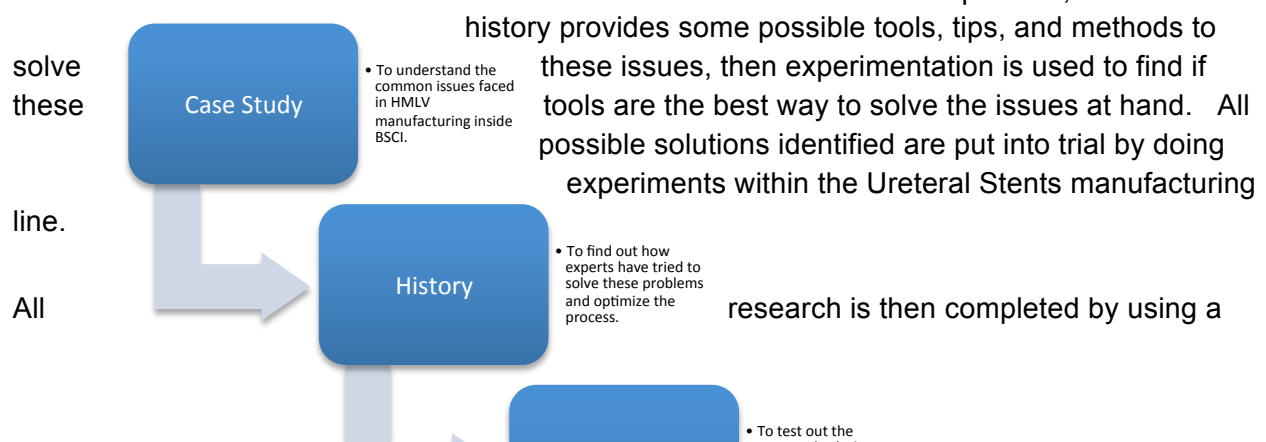 history provides some possible tools, tips, and methods to
solve these issues, then experimentation is used to find if
these tools are the best way to solve the issues at hand. All
possible solutions identified are put into trial by doing
experiments within the Ureteral Stents manufacturing
line.
Case Study
• To understand the
common issues faced
in HMLV
manufacturing inside
BSCI.
History
• To find out how
experts have tried to
solve these problems
and optimize the
process.
All research is then completed by using a
• To test out the